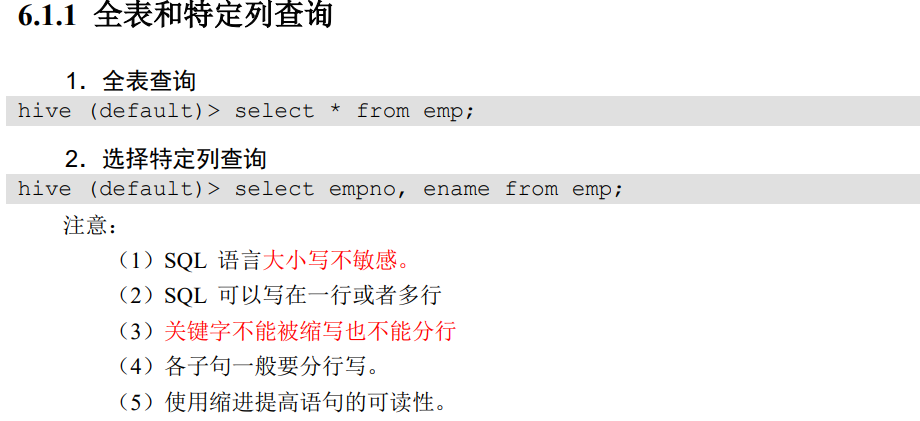 6.1.1 全表和特定列查询
1．全表查询
hive (default)> select * from emp;
2．选择特定列查询
hive (default)> select empno, ename from emp;
注意：
（1）SQL 语言大小写不敏感。
（2）SQL 可以写在一行或者多行
（3）关键字不能被缩写也不能分行
（4）各子句一般要分行写。
（5）使用缩进提高语句的可读性。